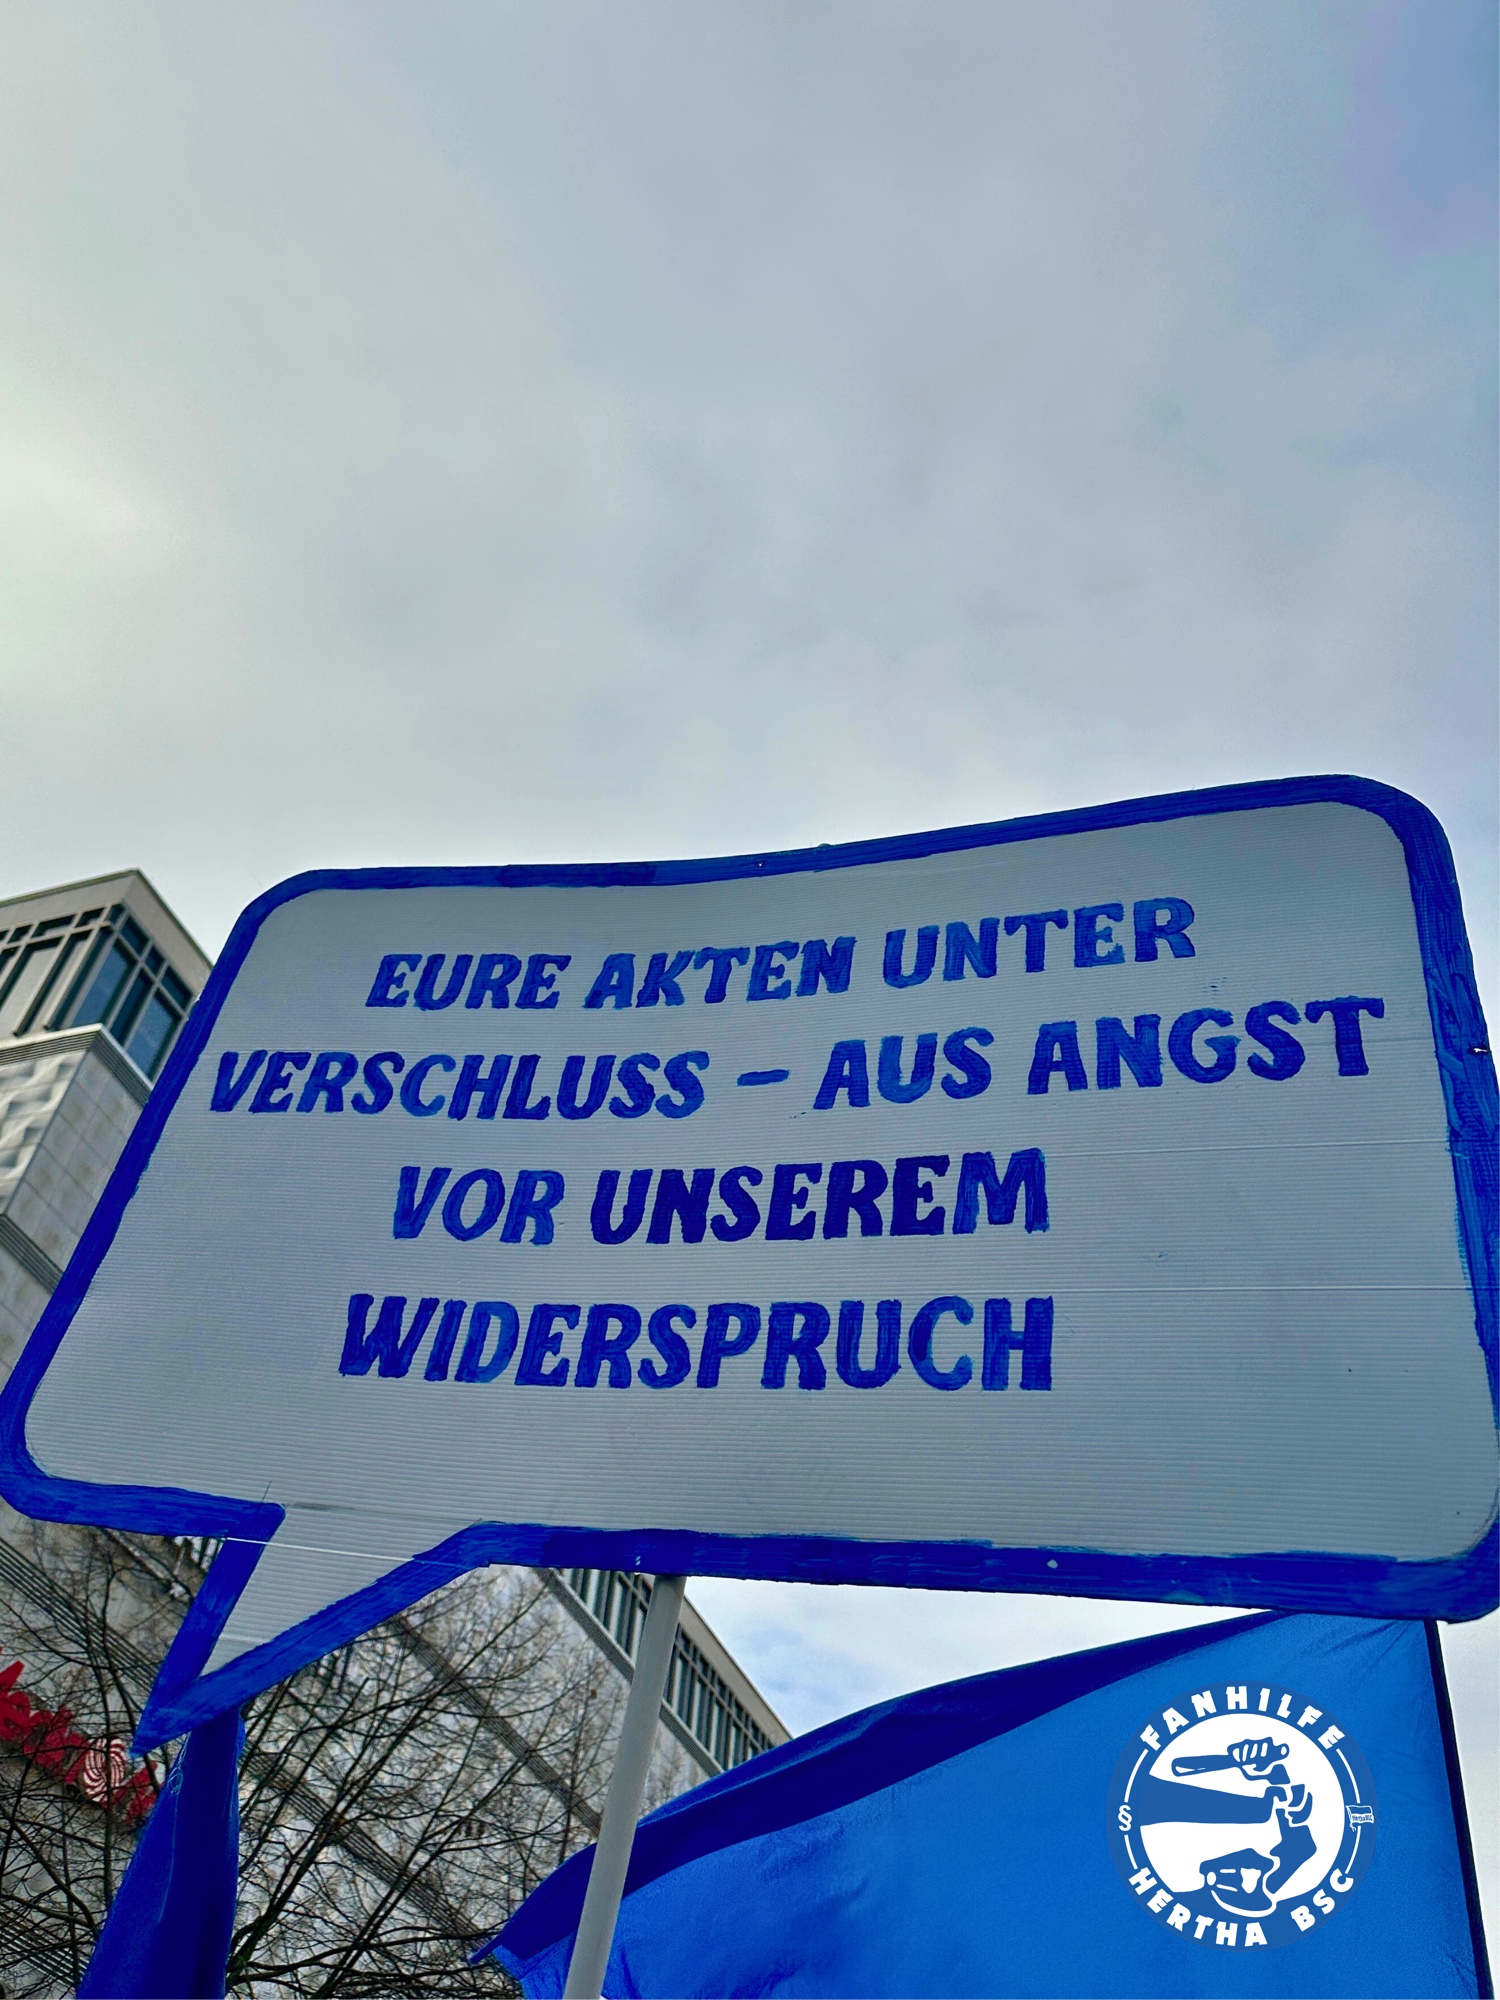 EURE AKTEN UNTER
VERSCHLUSS – AUS ANGST
VOR UNSEREM
WIDERSPRUCH
FANHILFE
§
HERTHA BSC